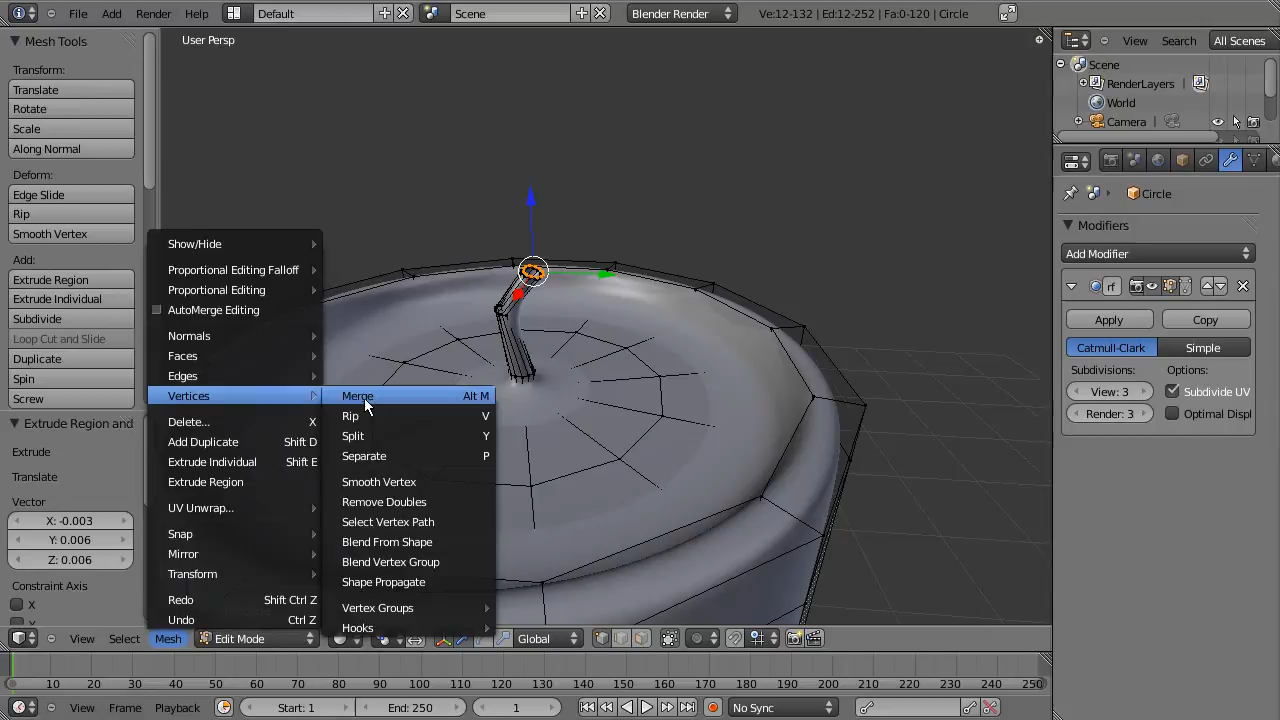 File Add Render Help Default Scene Blender Render Ve:12-132 | Ed:12-252 | Fa:0-120 | Circle
Mesh Tools
Transform:
Translate
Rotate
Scale
Along Normal
Deform:
Edge Slide
Rip
Smooth Vertex
Add:
Extrude Region
Extrude Individual
Subdivide
Loop Cut and Slide
Duplicate
Spin
Screw
Extrude Region and
Extrude
Translate
Vector
X: -0.003
Y: 0.006
Z: 0.006
Constraint Axis
X
User Persp
Show/Hide
Proportional Editing Falloff
Proportional Editing
AutoMerge Editing
Normals
Faces
Edges
Vertices
Delete... X
Add Duplicate Shift D
Extrude Individual Shift E
Extrude Region
UV Unwrap...
Snap
Mirror
Transform
Redo Shift Ctrl Z
Undo Ctrl Z
Merge Alt M
Rip V
Split Y
Separate P
Smooth Vertex
Remove Doubles
Select Vertex Path
Blend From Shape
Blend Vertex Group
Shape Propagate
Vertex Groups
Hooks
View Select Mesh Edit Mode Global
View Search All Scenes
Scene
RenderLayers
World
Camera
Circle
Modifiers
Add Modifier
rf
Apply Copy
Catmull-Clark Simple
Subdivisions: Options:
View: 3 Subdivide UV
Render: 3 Optimal Displ
10 20 30 40 50 60 70 80 90 100 110 120 130 140 150 160 170 180 190 200 210 220 230 240 250
View Frame Playback Start: 1 End: 250 1 No Sync